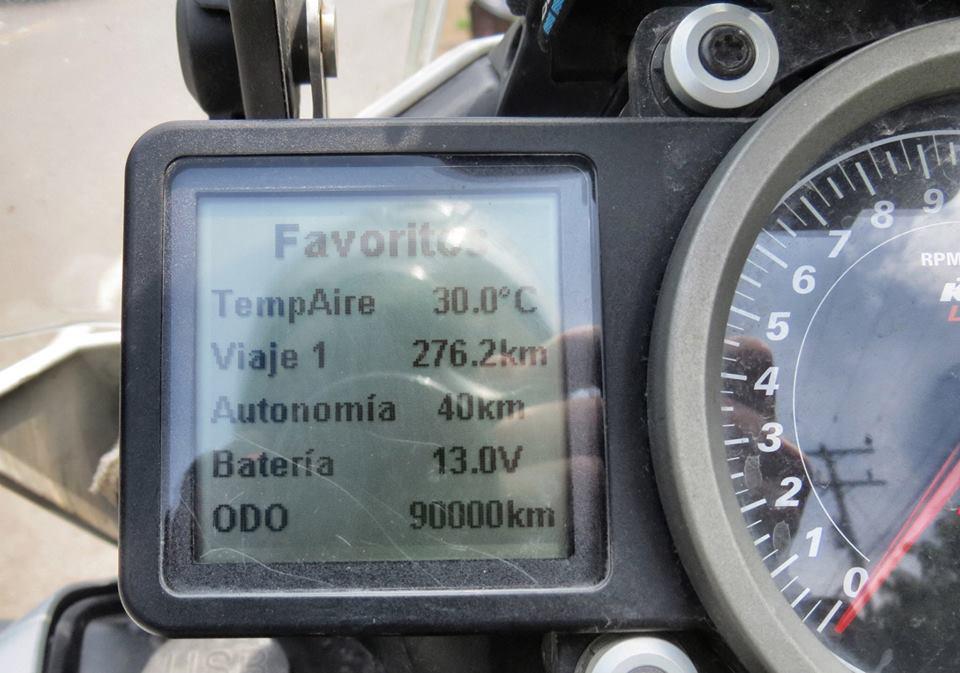 Favoritos
TempAire 30.0°C
Viaje 1 276.2km
Autonomía 40km
Batería 13.0V
ODO 90000km
9
8
7
6
5
4
3
2
1
0
RPM
USB